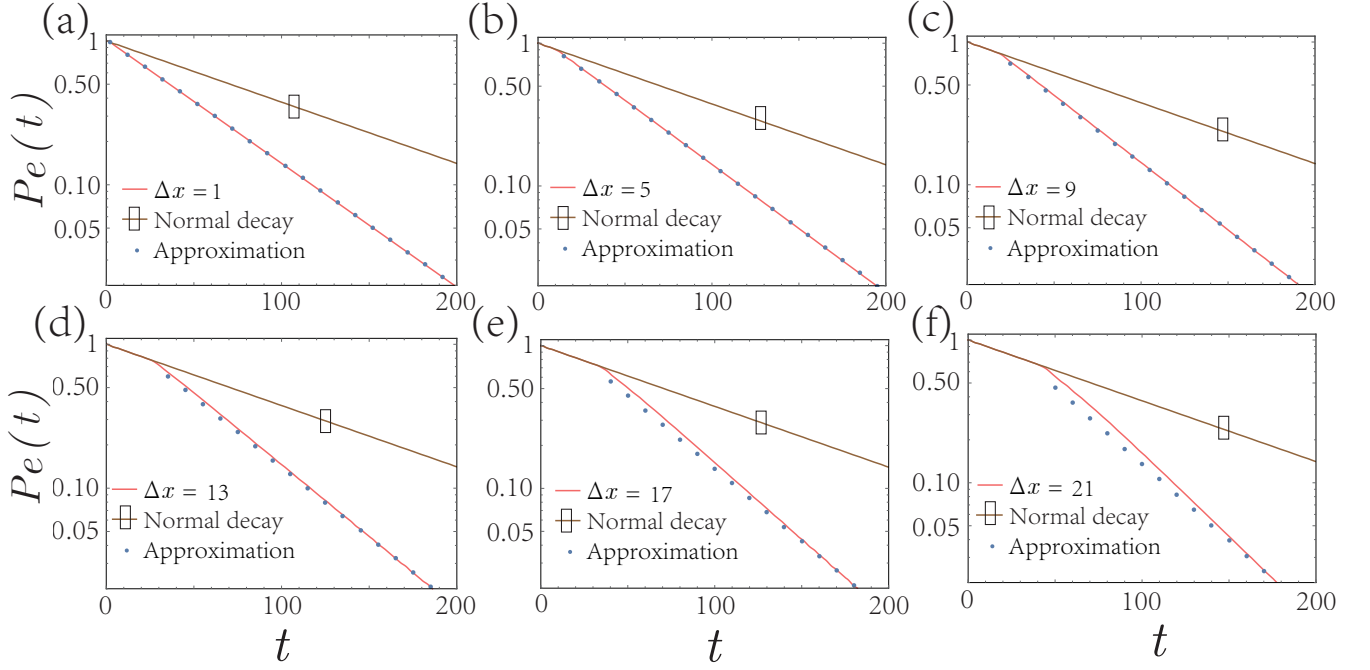 (a)
1
0.50
0.10
0.05
Pe(t)
Δx = 1
Normal decay
Approximation
0
100
200
(b)
1
0.50
0.10
0.05
Δx = 5
Normal decay
Approximation
0
100
200
(c)
1
0.50
0.10
0.05
Δx = 9
Normal decay
Approximation
0
100
200
(d)
1
0.50
0.10
0.05
Pe(t)
Δx = 13
Normal decay
Approximation
0
100
200
t
(e)
1
0.50
0.10
0.05
Δx = 17
Normal decay
Approximation
0
100
200
t
(f)
1
0.50
0.10
0.05
Δx = 21
Normal decay
Approximation
0
100
200
t